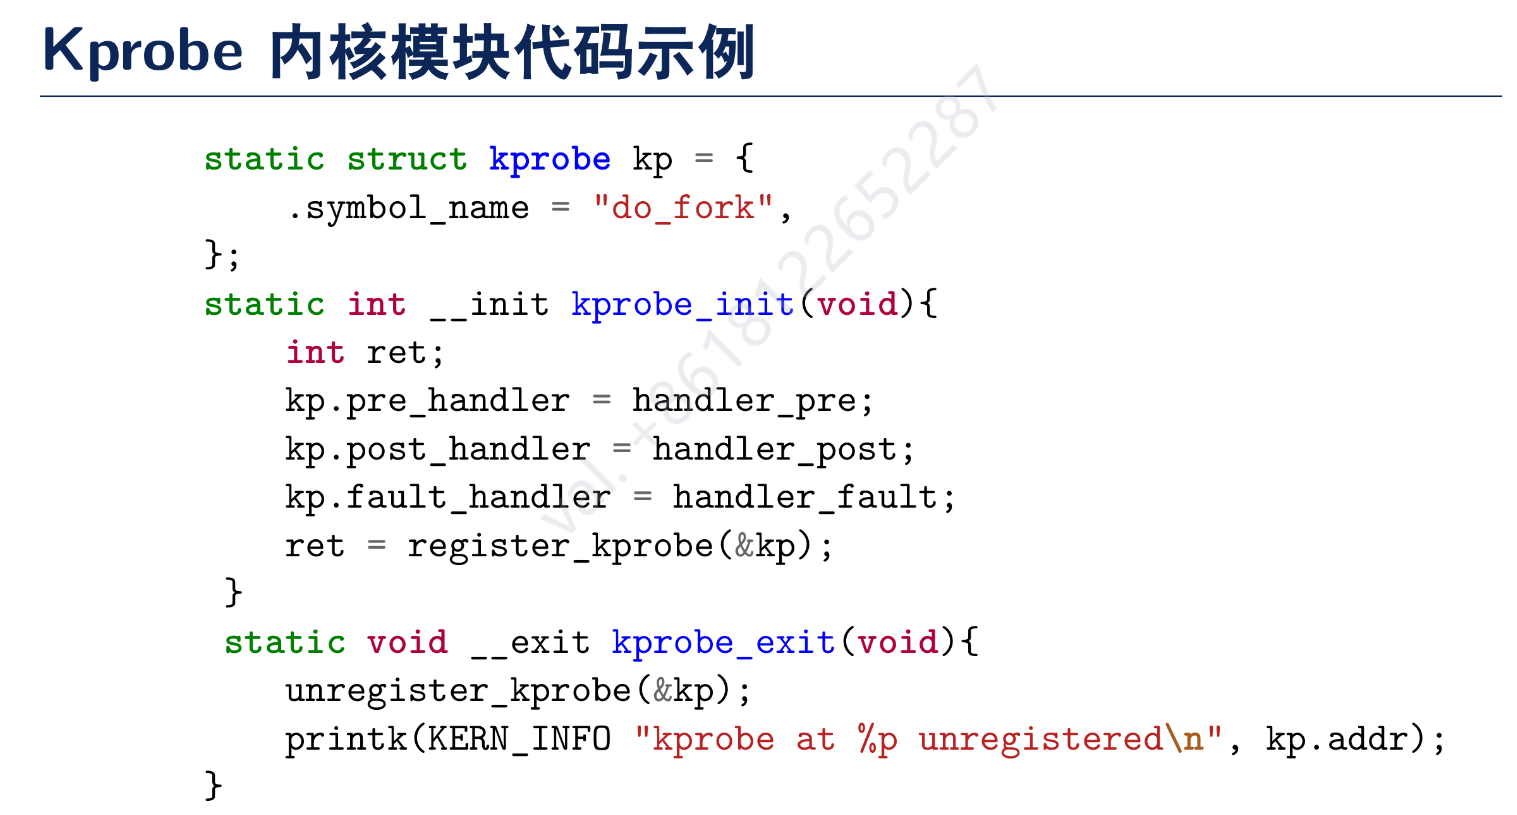 Kprobe 内核模块代码示例
static struct kprobe kp = {
    .symbol_name = "do_fork",
};
static int __init kprobe_init(void){
    int ret;
    kp.pre_handler = handler_pre;
    kp.post_handler = handler_post;
    kp.fault_handler = handler_fault;
    ret = register_kprobe(&kp);
 }
 static void __exit kprobe_exit(void){
    unregister_kprobe(&kp);
    printk(KERN_INFO "kprobe at %p unregistered\n", kp.addr);
}
val. +8618122652287